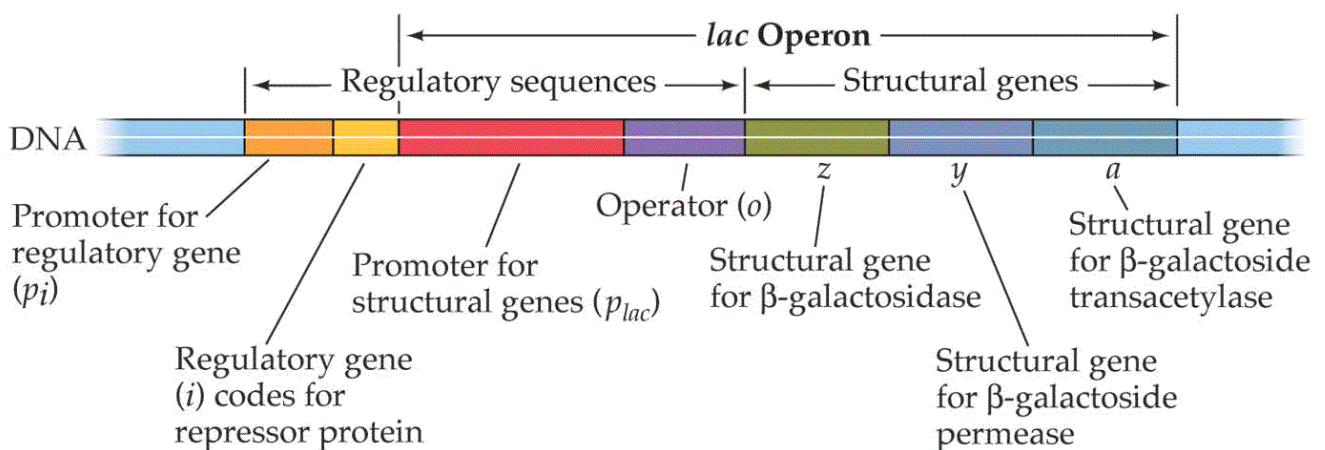 lac Operon
Regulatory sequences
Structural genes
DNA
z
y
a
Promoter for
regulatory gene
(pi)
Regulatory gene
(i) codes for
repressor protein
Promoter for
structural genes (plac)
Operator (o)
Structural gene
for β-galactosidase
Structural gene
for β-galactoside
permease
Structural gene
for β-galactoside
transacetylase